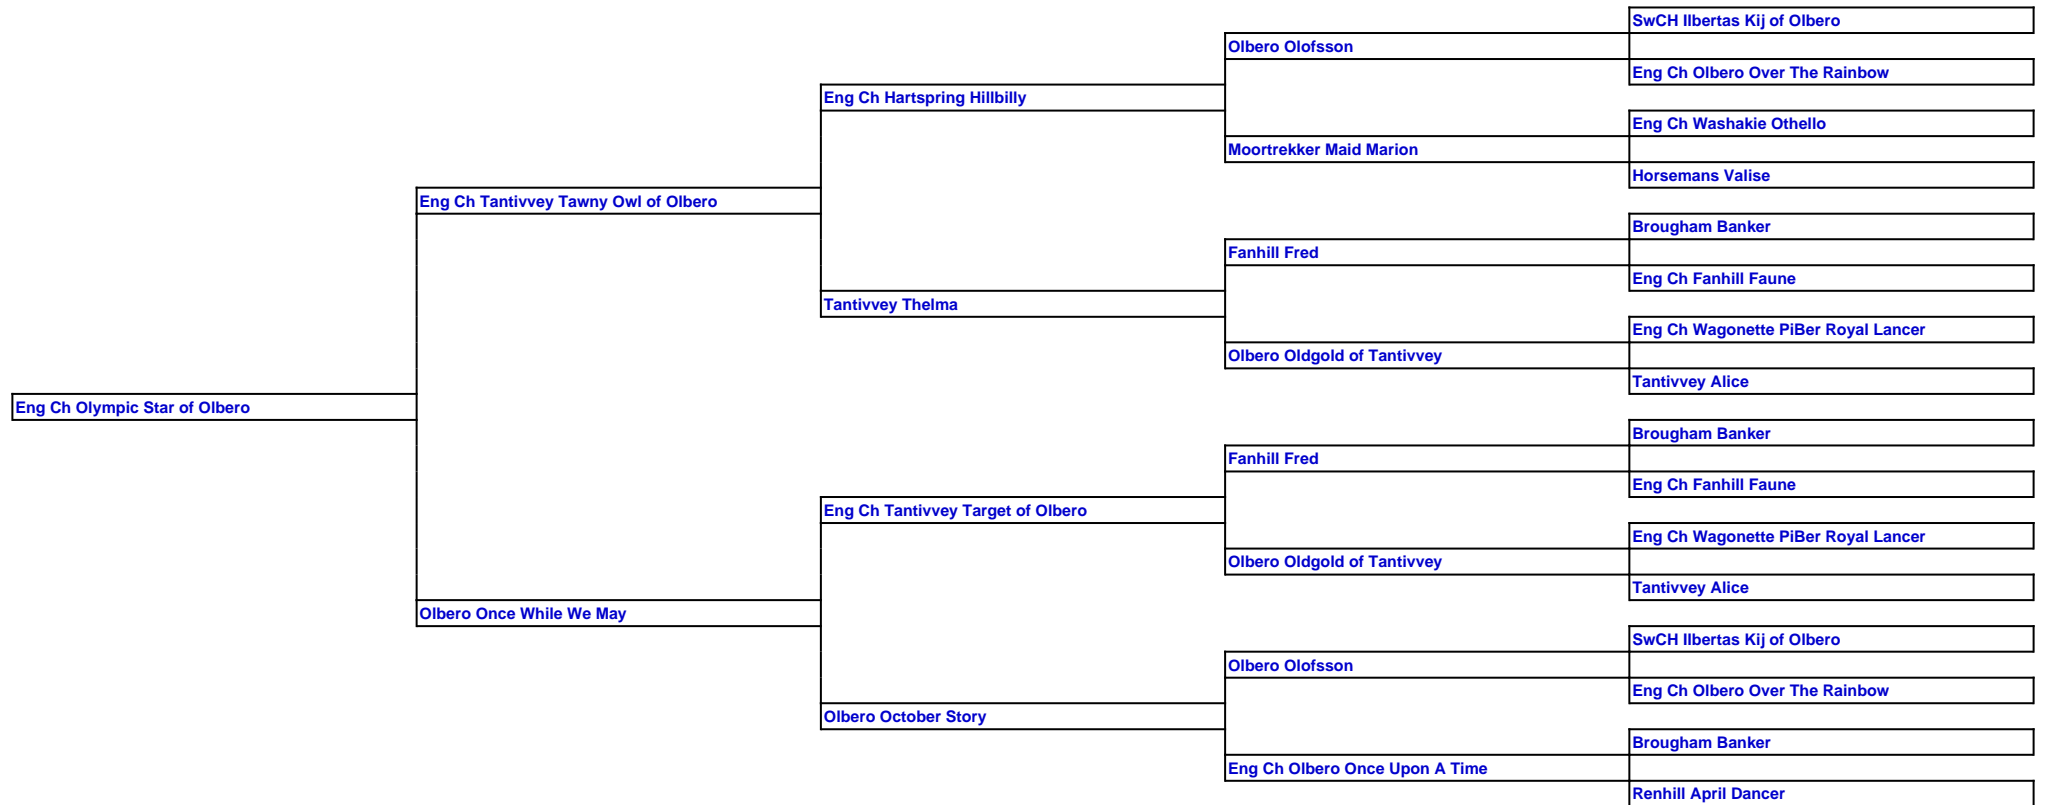 SwCH Ilbertas Kij of Olbero
Olbero Olofsson
Eng Ch Olbero Over The Rainbow
Eng Ch Hartspring Hillbilly
Eng Ch Washakie Othello
Moortrekker Maid Marion
Horsemans Valise
Eng Ch Tantivvey Tawny Owl of Olbero
Brougham Banker
Fanhill Fred
Eng Ch Fanhill Faune
Tantivvey Thelma
Eng Ch Wagonette PiBer Royal Lancer
Olbero Oldgold of Tantivvey
Tantivvey Alice
Eng Ch Olympic Star of Olbero
Brougham Banker
Fanhill Fred
Eng Ch Fanhill Faune
Eng Ch Tantivvey Target of Olbero
Eng Ch Wagonette PiBer Royal Lancer
Olbero Oldgold of Tantivvey
Tantivvey Alice
Olbero Once While We May
SwCH Ilbertas Kij of Olbero
Olbero Olofsson
Eng Ch Olbero Over The Rainbow
Olbero October Story
Brougham Banker
Eng Ch Olbero Once Upon A Time
Renhill April Dancer